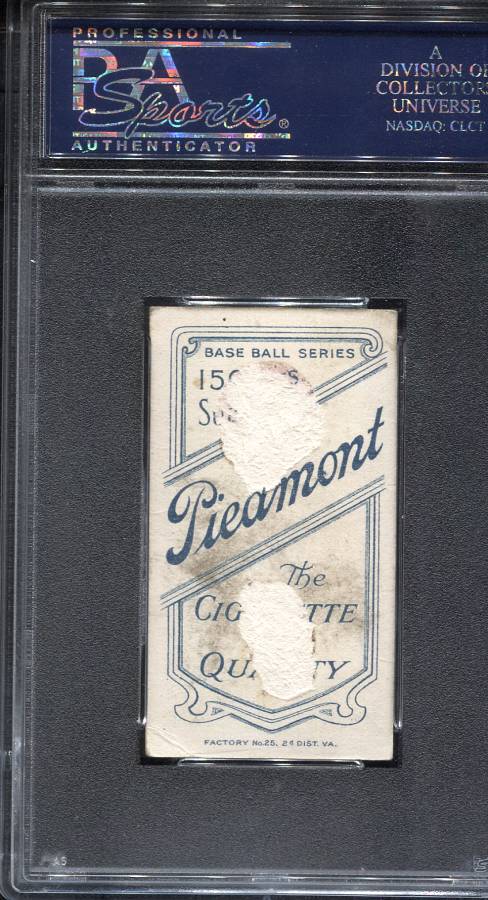 PROFESSIONAL
PSA
Sports®
AUTHENTICATOR
A
DIVISION OF
COLLECTORS
UNIVERSE
NASDAQ: CLCT
BASE BALL SERIES
150
Piedmont
The
CIG TTE
QU TY
FACTORY No. 25. 2d DIST. VA.